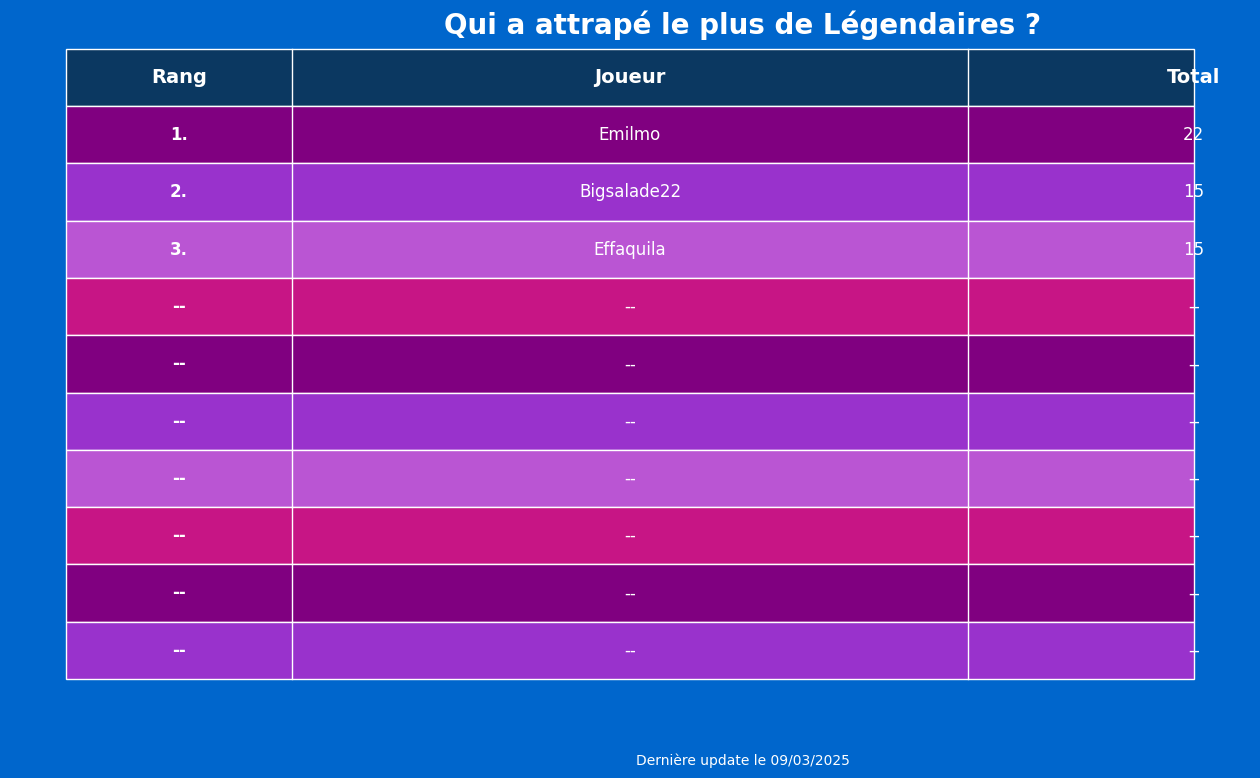 Qui a attrapé le plus de Légendaires ?
Rang Joueur Total
1. Emilmo 22
2. Bigsalade22 15
3. Effaquila 15
-- -- --
-- -- --
-- -- --
-- -- --
-- -- --
-- -- --
-- -- --
Dernière update le 09/03/2025